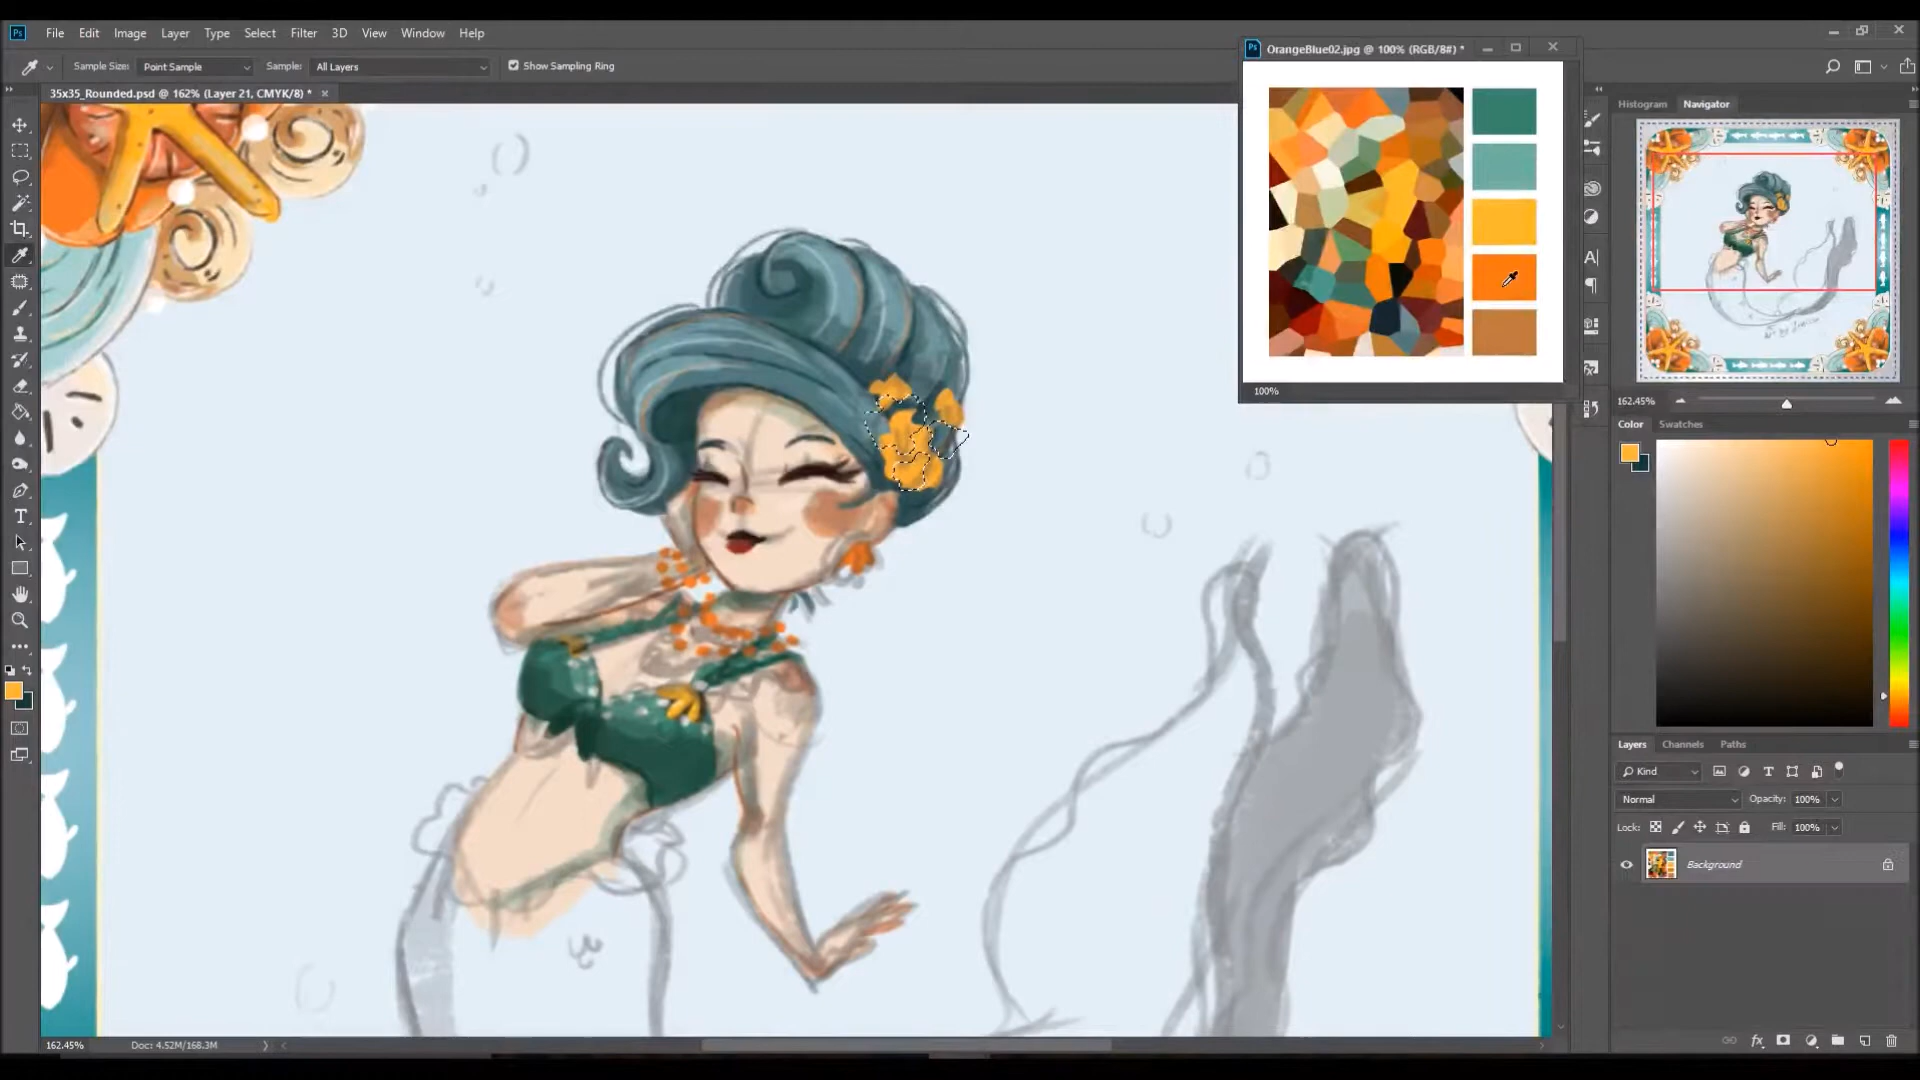 Ps File Edit Image Layer Type Select Filter 3D View Window Help
Sample Size: Point Sample Sample: All Layers Show Sampling Ring
35x35_Rounded.psd @ 162% (Layer 21, CMYK/8) *
Ps OrangeBlue02.jpg @ 100% (RGB/8#) *
100%
Histogram Navigator
162.45%
Color Swatches
Layers Channels Paths
Kind
Normal Opacity: 100%
Lock: Fill: 100%
Background
162.45% Doc: 4.52M/168.3M